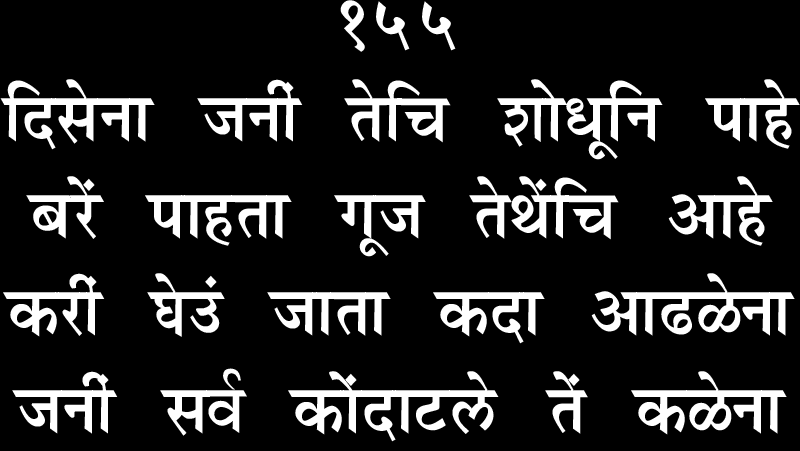 १५५
दिसेना जनीं तेचि शोधूनि पाहे
बरें पाहता गूज तेथेंचि आहे
करीं घेउं जाता कदा आढळेना
जनीं सर्व कोंदाटले तें कळेना